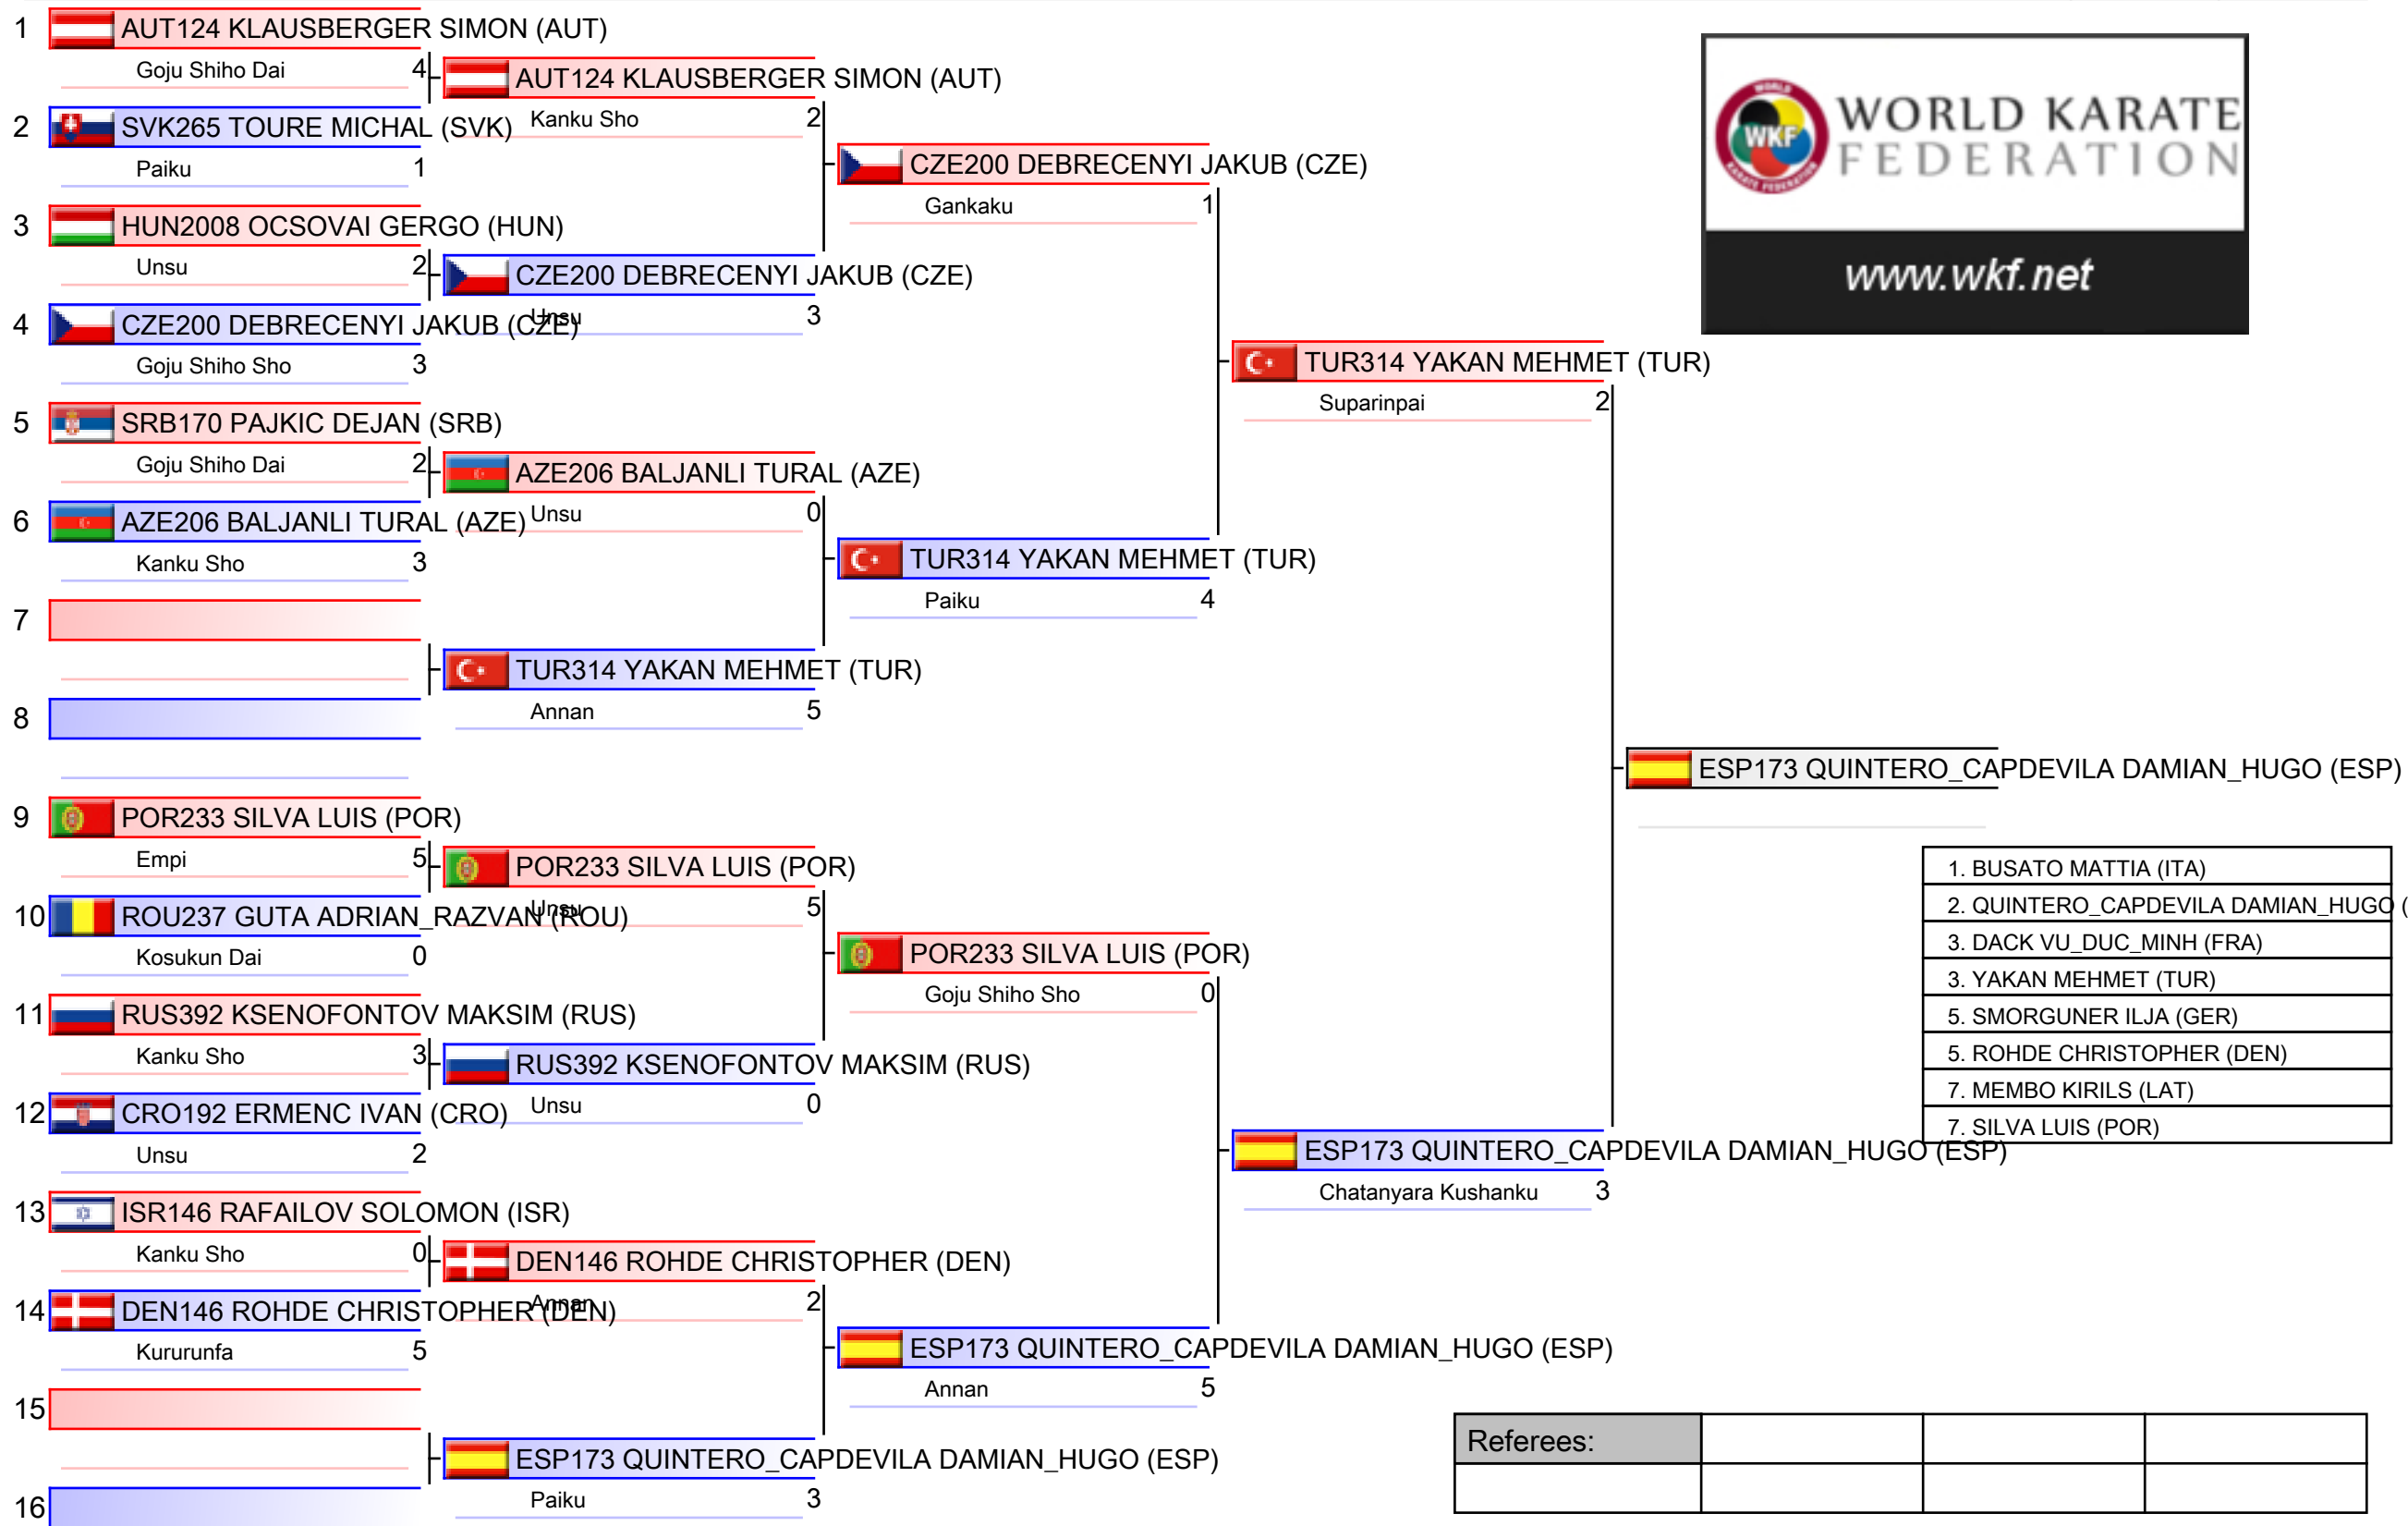 1 AUT124 KLAUSBERGER SIMON (AUT)
Goju Shiho Dai 4
2 SVK265 TOURE MICHAL (SVK)
Paiku 1
3 HUN2008 OCSOVAI GERGO (HUN)
Unsu 2
4 CZE200 DEBRECENYI JAKUB (CZE)
Goju Shiho Sho 3
5 SRB170 PAJKIC DEJAN (SRB)
Goju Shiho Dai 2
6 AZE206 BALJANLI TURAL (AZE)
Kanku Sho 3
7
8
9 POR233 SILVA LUIS (POR)
Empi 5
10 ROU237 GUTA ADRIAN_RAZVAN (ROU)
Kosukun Dai 0
11 RUS392 KSENOFONTOV MAKSIM (RUS)
Kanku Sho 3
12 CRO192 ERMENC IVAN (CRO)
Unsu 2
13 ISR146 RAFAILOV SOLOMON (ISR)
Kanku Sho 0
14 DEN146 ROHDE CHRISTOPHER (DEN)
Kururunfa 5
15
16
AUT124 KLAUSBERGER SIMON (AUT)
Kanku Sho 2
CZE200 DEBRECENYI JAKUB (CZE)
Unsu 3
AZE206 BALJANLI TURAL (AZE)
Unsu 0
TUR314 YAKAN MEHMET (TUR)
Annan 5
POR233 SILVA LUIS (POR)
Unsu 5
RUS392 KSENOFONTOV MAKSIM (RUS)
Unsu 0
DEN146 ROHDE CHRISTOPHER (DEN)
Annan 2
ESP173 QUINTERO_CAPDEVILA DAMIAN_HUGO (ESP)
Paiku 3
CZE200 DEBRECENYI JAKUB (CZE)
Gankaku 1
TUR314 YAKAN MEHMET (TUR)
Paiku 4
POR233 SILVA LUIS (POR)
Goju Shiho Sho 0
ESP173 QUINTERO_CAPDEVILA DAMIAN_HUGO (ESP)
Annan 5
TUR314 YAKAN MEHMET (TUR)
Suparinpai 2
ESP173 QUINTERO_CAPDEVILA DAMIAN_HUGO (ESP)
Chatanyara Kushanku 3
ESP173 QUINTERO_CAPDEVILA DAMIAN_HUGO (ESP)
WORLD
WKF
KARATE FEDERATION
WORLD KARATE
FEDERATION
www.wkf.net
1. BUSATO MATTIA (ITA)
2. QUINTERO_CAPDEVILA DAMIAN_HUGO (
3. DACK VU_DUC_MINH (FRA)
3. YAKAN MEHMET (TUR)
5. SMORGUNER ILJA (GER)
5. ROHDE CHRISTOPHER (DEN)
7. MEMBO KIRILS (LAT)
7. SILVA LUIS (POR)
Referees: